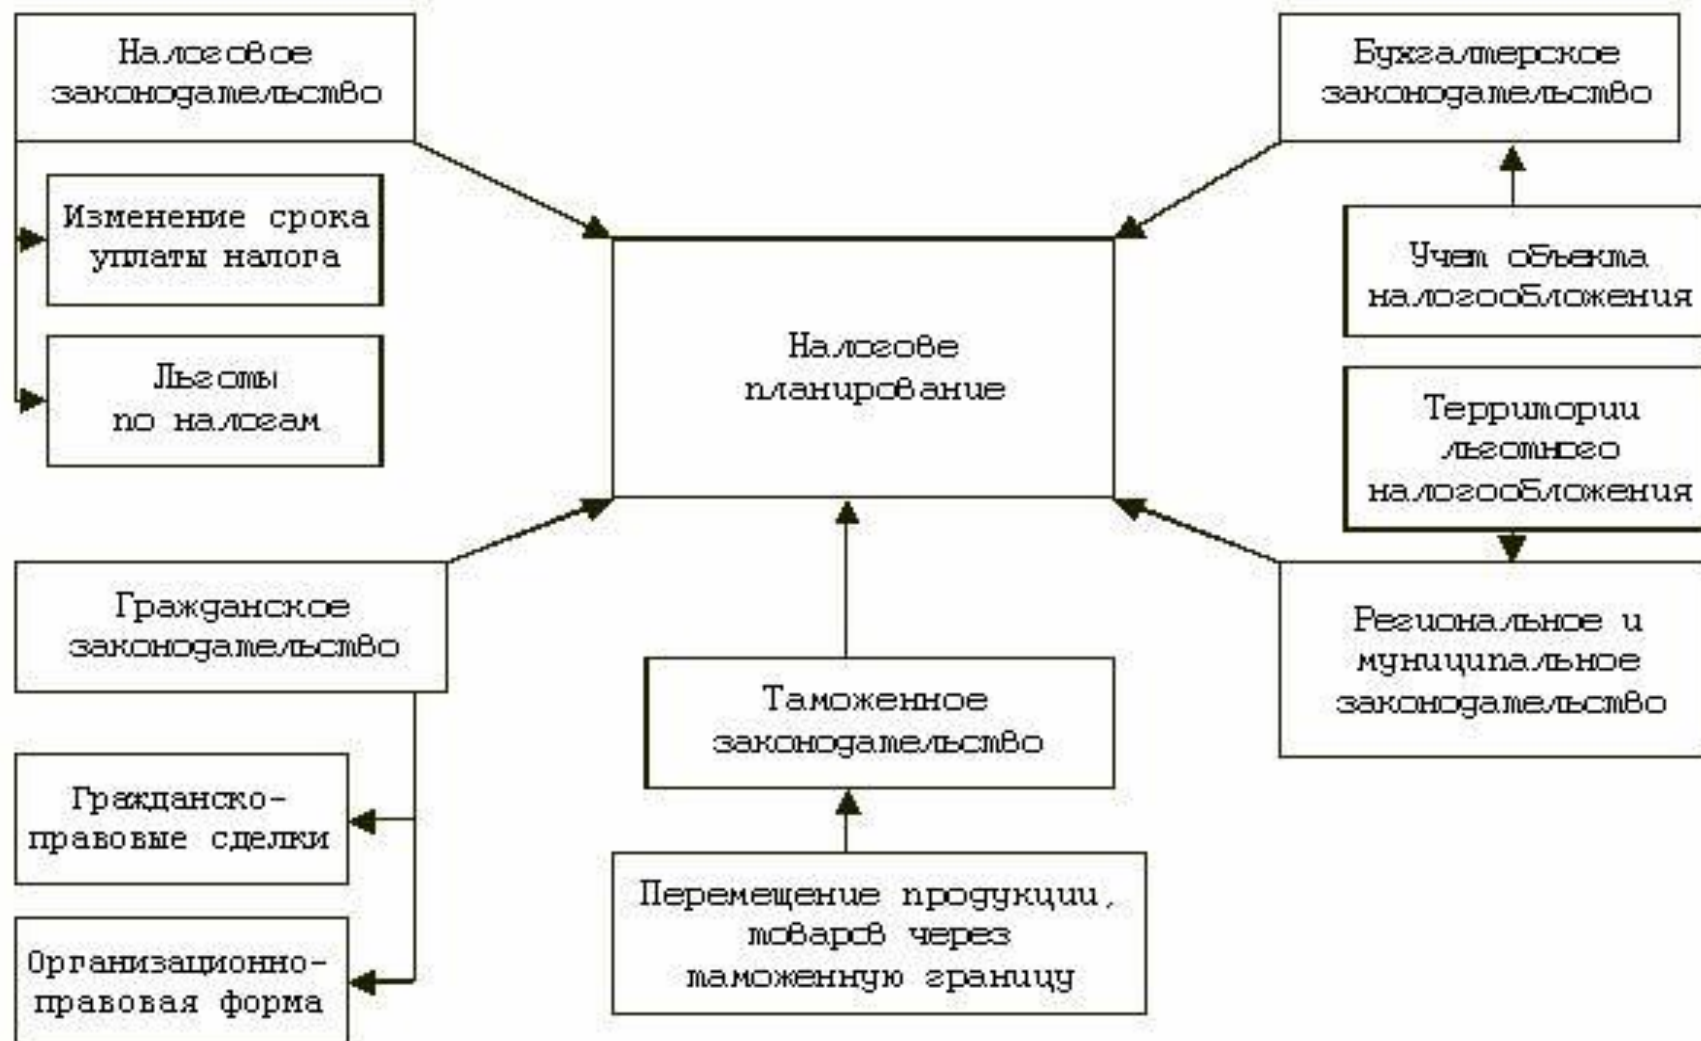 Налоговое
законодательство
Изменение срока
уплаты налога
Льготы
по налогам
Гражданское
законодательство
Гражданско-
правовые сделки
Организационно-
правовая форма
Налогове
планирование
Таможенное
законодательство
Перемещение продукции,
товаров через
таможенную границу
Бухгалтерское
законодательство
Учет объекта
налогообложения
Территории
льготного
налогообложения
Региональное и
муниципальное
законодательство